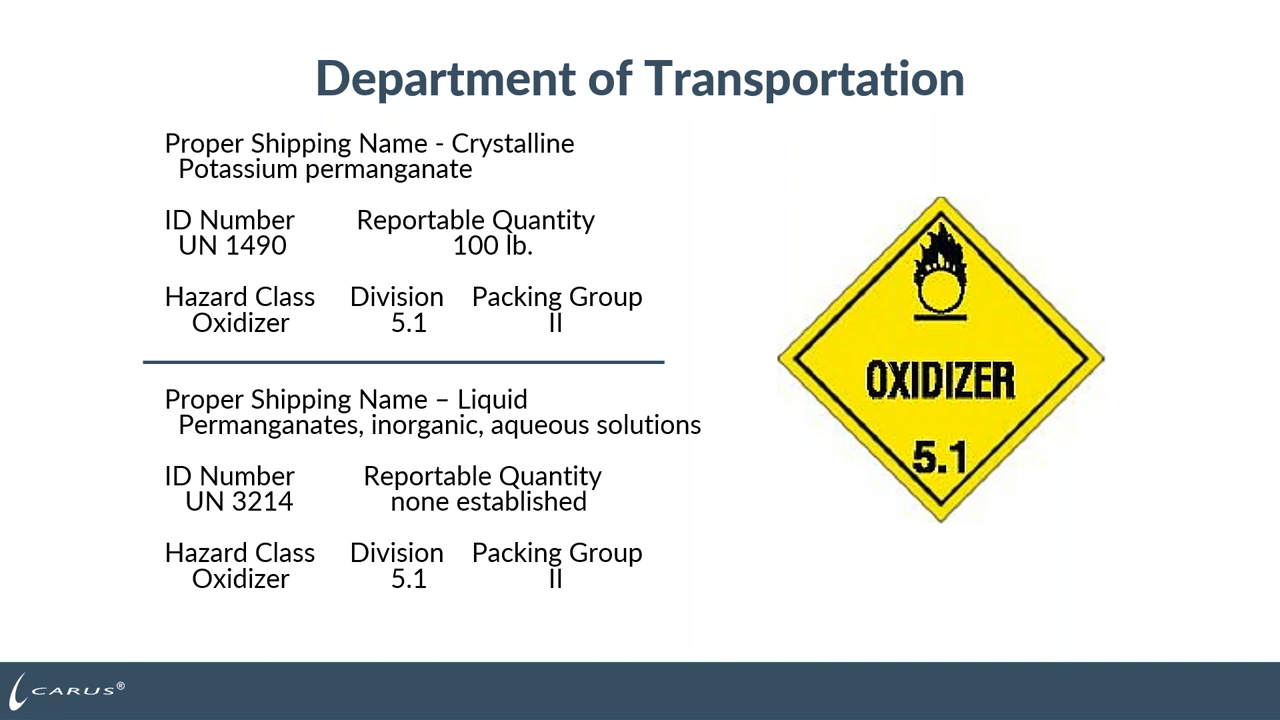 Department of Transportation
Proper Shipping Name - Crystalline
Potassium permanganate
ID Number Reportable Quantity
UN 1490 100 lb.
Hazard Class Division Packing Group
Oxidizer 5.1 II
Proper Shipping Name – Liquid
Permanganates, inorganic, aqueous solutions
ID Number Reportable Quantity
UN 3214 none established
Hazard Class Division Packing Group
Oxidizer 5.1 II
OXIDIZER
5.1
CARUS®